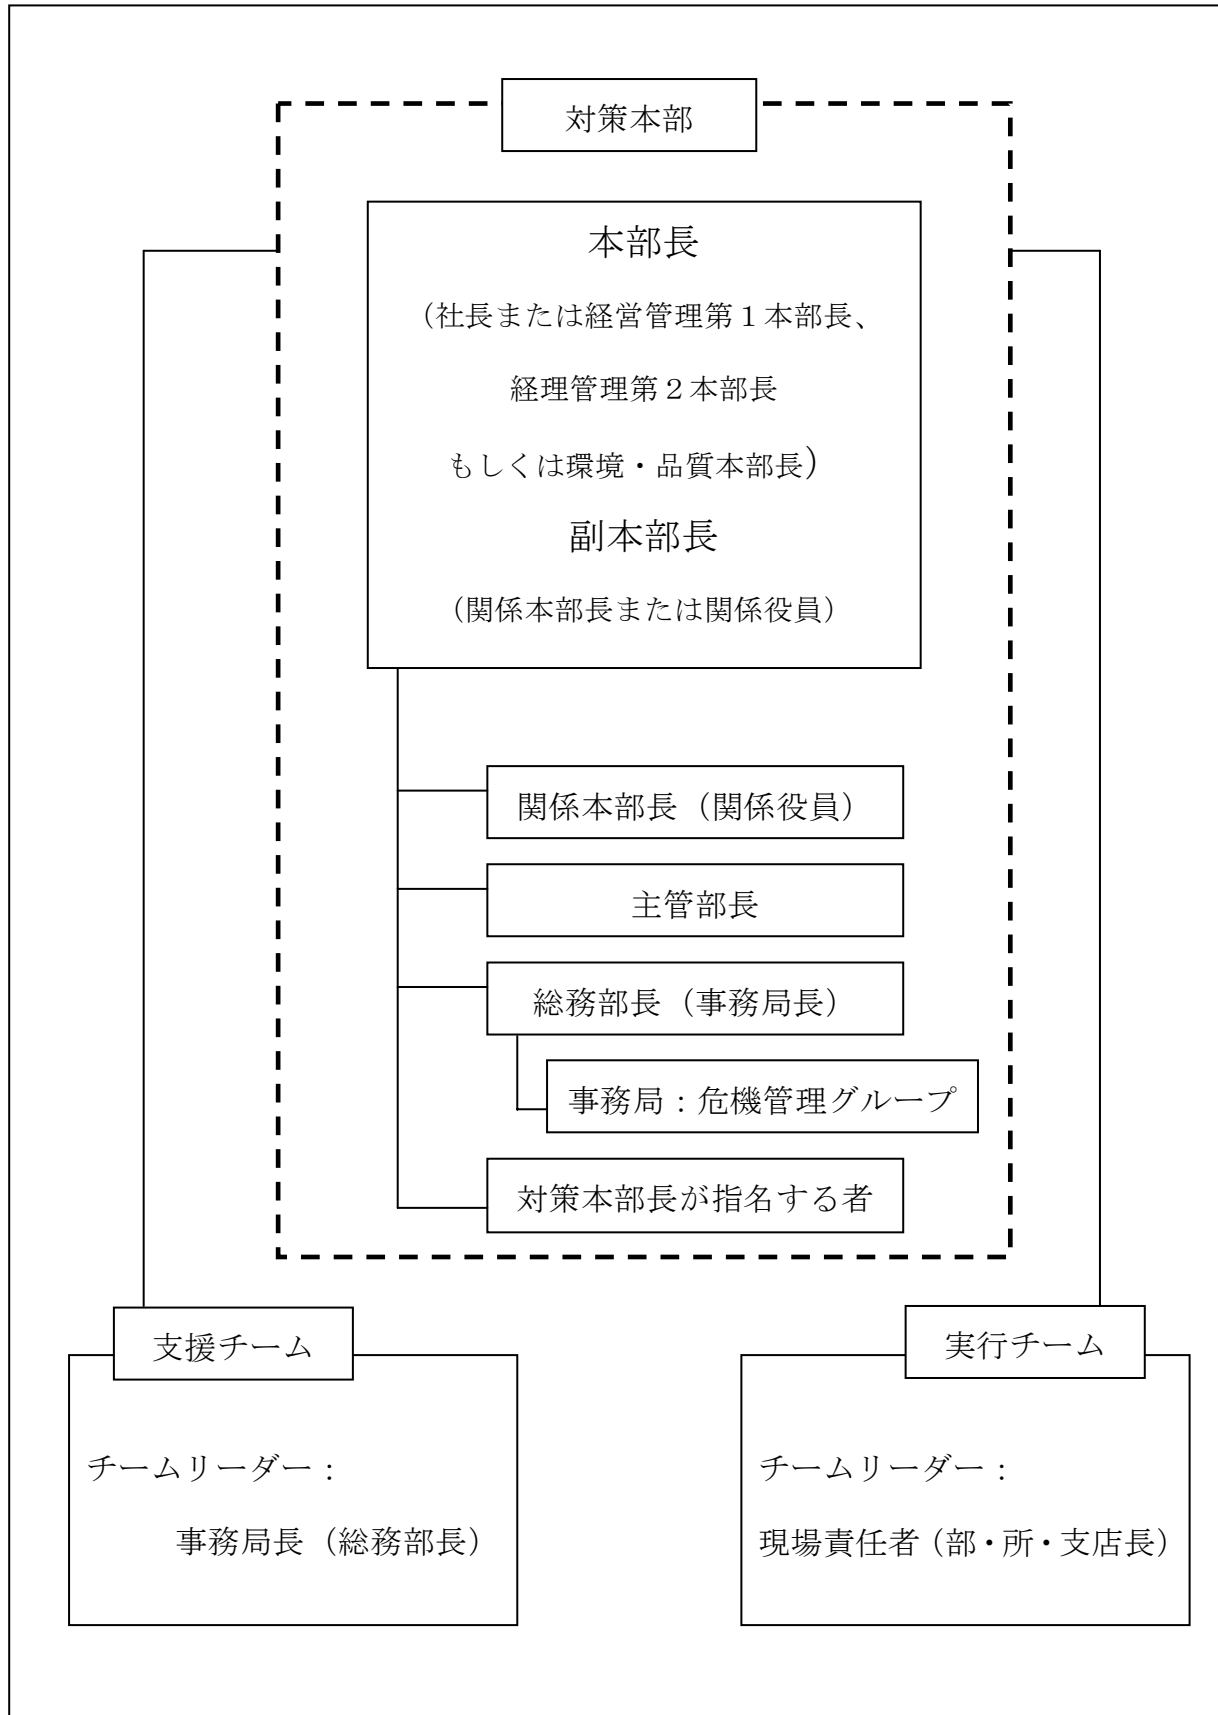 対策本部
本部長
（社長または経営管理第１本部長、
経理管理第２本部長
もしくは環境・品質本部長）
副本部長
（関係本部長または関係役員）
関係本部長（関係役員）
主管部長
総務部長（事務局長）
事務局：危機管理グループ
対策本部長が指名する者
支援チーム
チームリーダー：
事務局長（総務部長）
実行チーム
チームリーダー：
現場責任者（部・所・支店長）